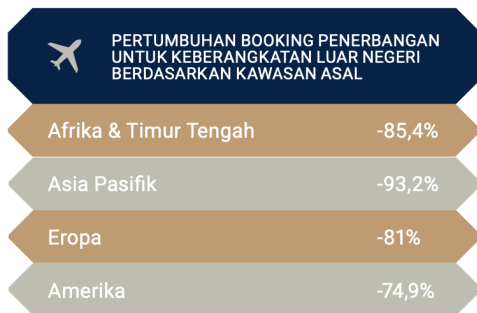 PERTUMBUHAN BOOKING PENERBANGAN
UNTUK KEBERANGKATAN LUAR NEGERI
BERDASARKAN KAWASAN ASAL
Afrika & Timur Tengah -85,4%
Asia Pasifik -93,2%
Eropa -81%
Amerika -74,9%